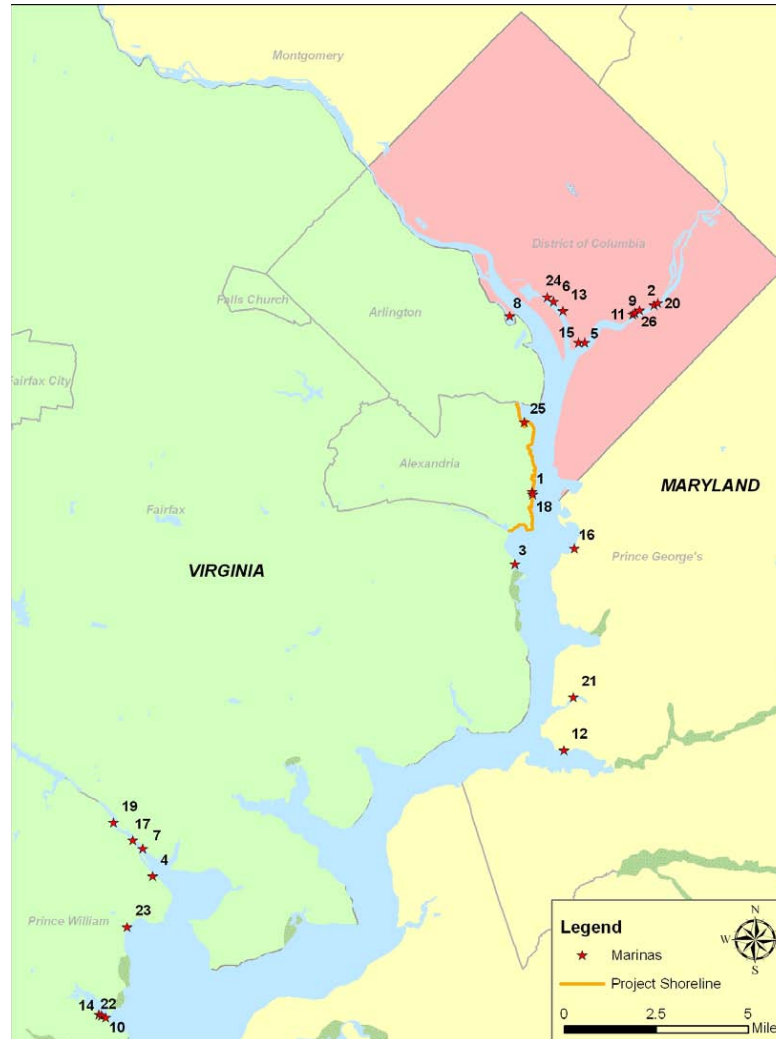 Montgomery
District of Columbia
24
6
13
2
9
20
8
11
26
Falls Church
Arlington
15
5
Fairfax City
25
Alexandria
1
MARYLAND
18
Fairfax
16
Prince George's
3
VIRGINIA
21
12
19
17
7
4
Prince William
23
14
22
10
Legend
Marinas
Project Shoreline
N
W
E
S
0
2.5
5
Mile